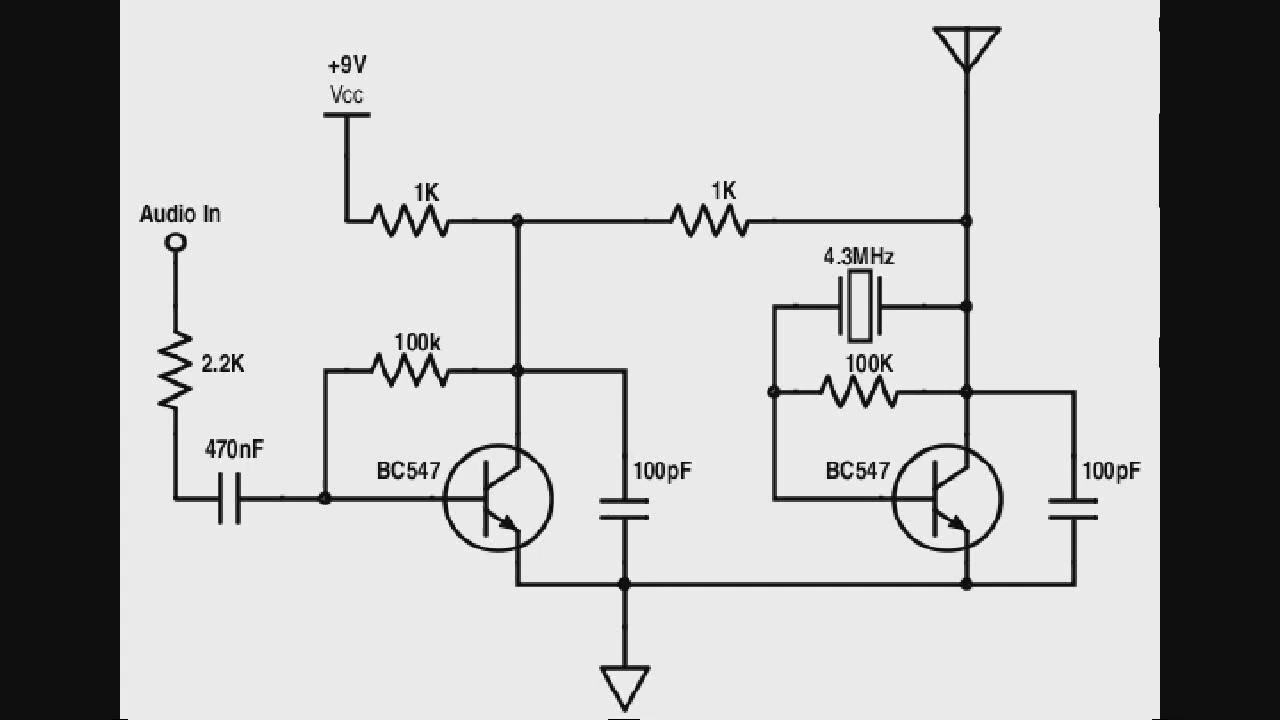 +9V
Vcc
1K
1K
Audio In
4.3MHz
100k
2.2K
100K
470nF
BC547
100pF
BC547
100pF